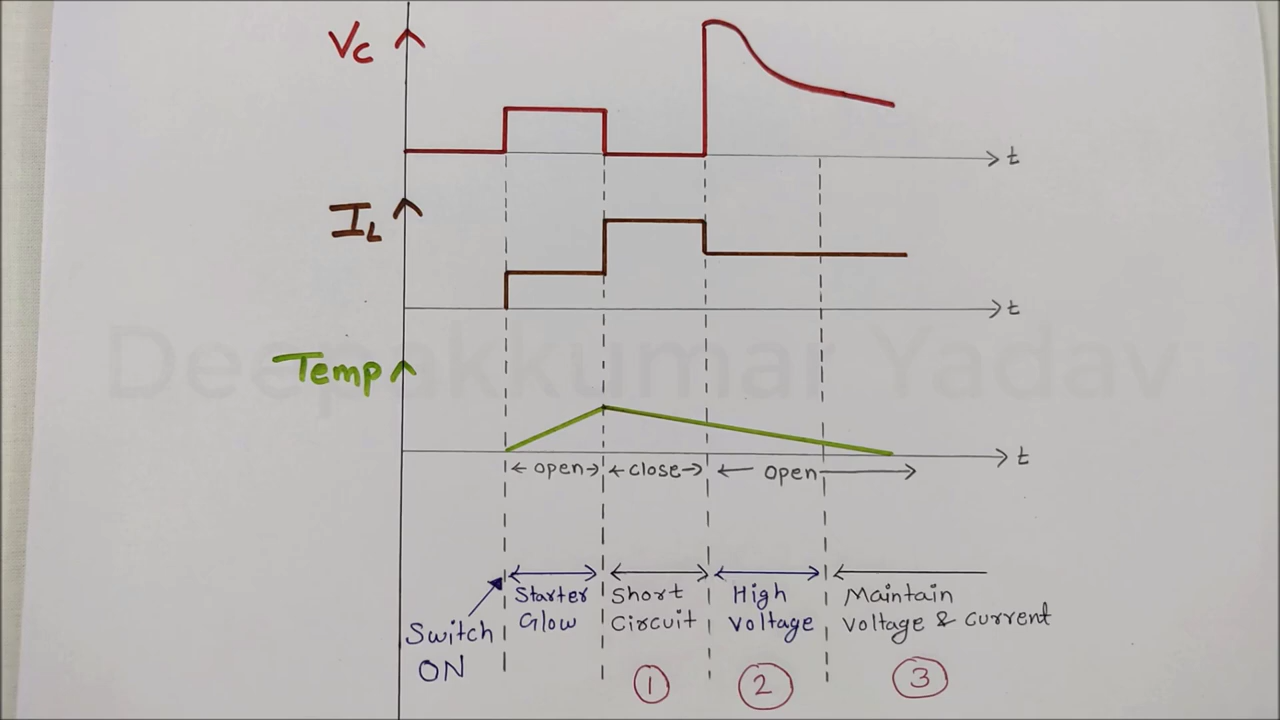 Vc
t
IL
t
Temp
t
open
close
open
Switch
ON
Starter
Glow
Short
Circuit
High
Voltage
Maintain
Voltage & current
1
2
3
Deepakkumar Yadav